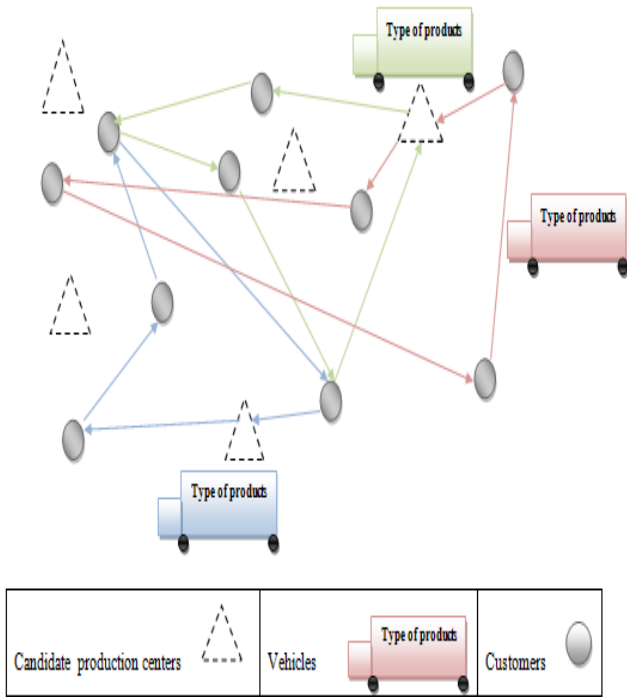 Type of products
Type of products
Type of products
Candidate production centers
Vehicles
Type of products
Customers